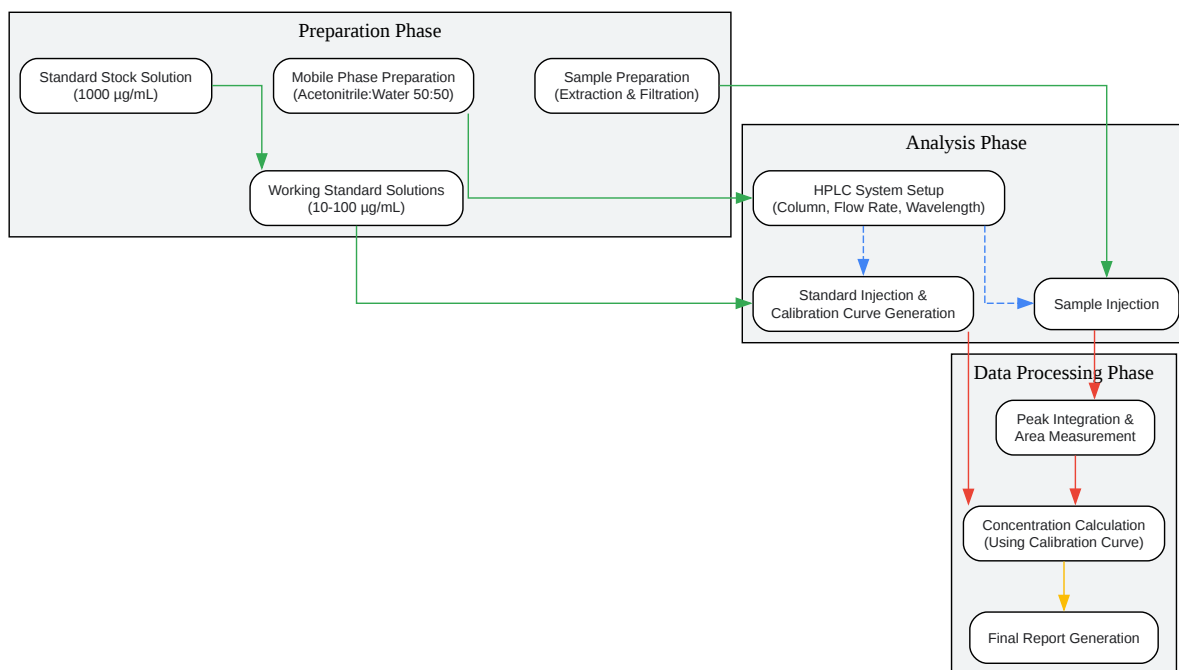 Preparation Phase
Standard Stock Solution
(1000 µg/mL)
Mobile Phase Preparation
(Acetonitrile:Water 50:50)
Sample Preparation
(Extraction & Filtration)
Working Standard Solutions
(10-100 µg/mL)
Analysis Phase
HPLC System Setup
(Column, Flow Rate, Wavelength)
Standard Injection &
Calibration Curve Generation
Sample Injection
Data Processing Phase
Peak Integration &
Area Measurement
Concentration Calculation
(Using Calibration Curve)
Final Report Generation